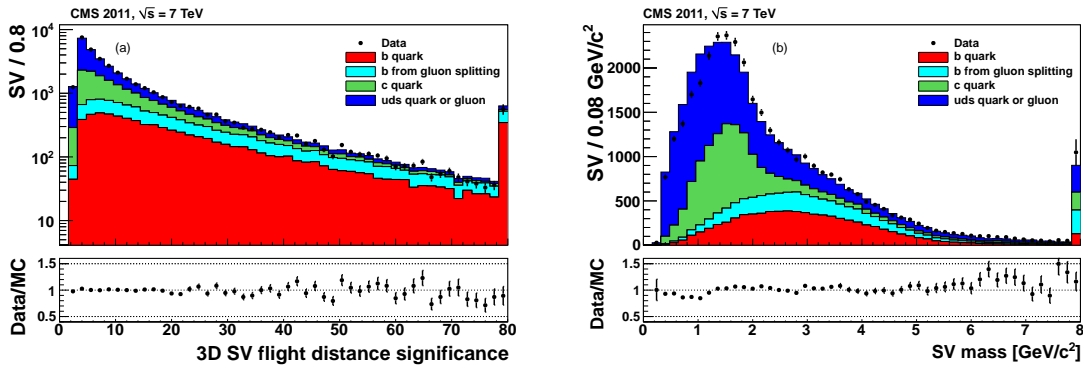 CMS 2011, √s = 7 TeV
SV / 0.8
(a)
Data
b quark
b from gluon splitting
c quark
uds quark or gluon
10⁴
10³
10²
10
Data/MC
1.5
1
0.5
0 10 20 30 40 50 60 70 80
3D SV flight distance significance
CMS 2011, √s = 7 TeV
SV / 0.08 GeV/c²
(b)
Data
b quark
b from gluon splitting
c quark
uds quark or gluon
2000
1500
1000
500
0
Data/MC
1.5
1
0.5
0 1 2 3 4 5 6 7 8
SV mass [GeV/c²]